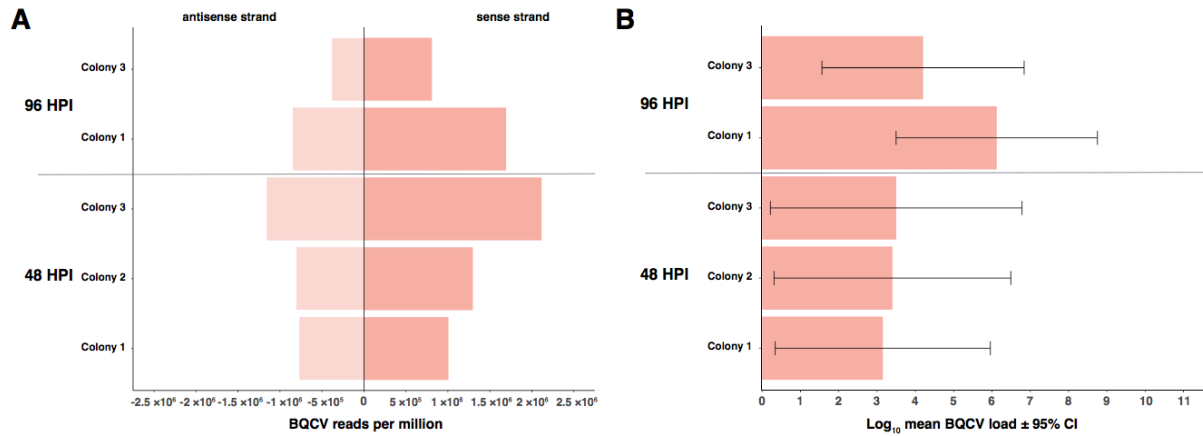 A
antisense strand
sense strand
Colony 3
96 HPI
Colony 1
Colony 3
48 HPI
Colony 2
Colony 1
-2.5 ×10⁶ -2 ×10⁶ -1.5 ×10⁶ -1 ×10⁶ -5 ×10⁵ 0 5 ×10⁵ 1 ×10⁶ 1.5 ×10⁶ 2 ×10⁶ 2.5 ×10⁶
BQCV reads per million
B
Colony 3
96 HPI
Colony 1
Colony 3
48 HPI
Colony 2
Colony 1
0 1 2 3 4 5 6 7 8 9 10 11
Log₁₀ mean BQCV load ± 95% CI